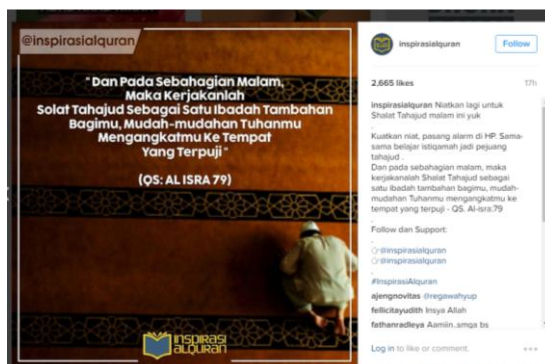 @inspirasialquran
" Dan Pada Sebahagian Malam,
Maka Kerjakanlah
Solat Tahajud Sebagai Satu Ibadah Tambahan
Bagimu, Mudah-mudahan Tuhanmu
Mengangkatmu Ke Tempat
Yang Terpuji "
(QS: AL ISRA 79)
INSPIRASI
ALQURAN
inspirasialquran
Follow
2,665 likes
17h
inspirasialquran Niatkan lagi untuk
Shalat Tahajud malam ini yuk
.
Kuatkan niat, pasang alarm di HP. Sama-
sama belajar istiqamah jadi pejuang
tahajud .
Dan pada sebahagian malam, maka
kerjakanalah Shalat Tahajud sebagai
satu ibadah tambahan bagimu, mudah-
mudahan Tuhanmu mengangkatmu ke
tempat yang terpuji - QS. Al-isra:79
.
Follow dan Support:
.
@inspirasialquran
@inspirasialquran
.
#InspirasiAlquran
ajengnovitas @regawahyup
fellicitayudith Insya Allah
fathanradleya Aamiin..smga bs
Log in to like or comment.